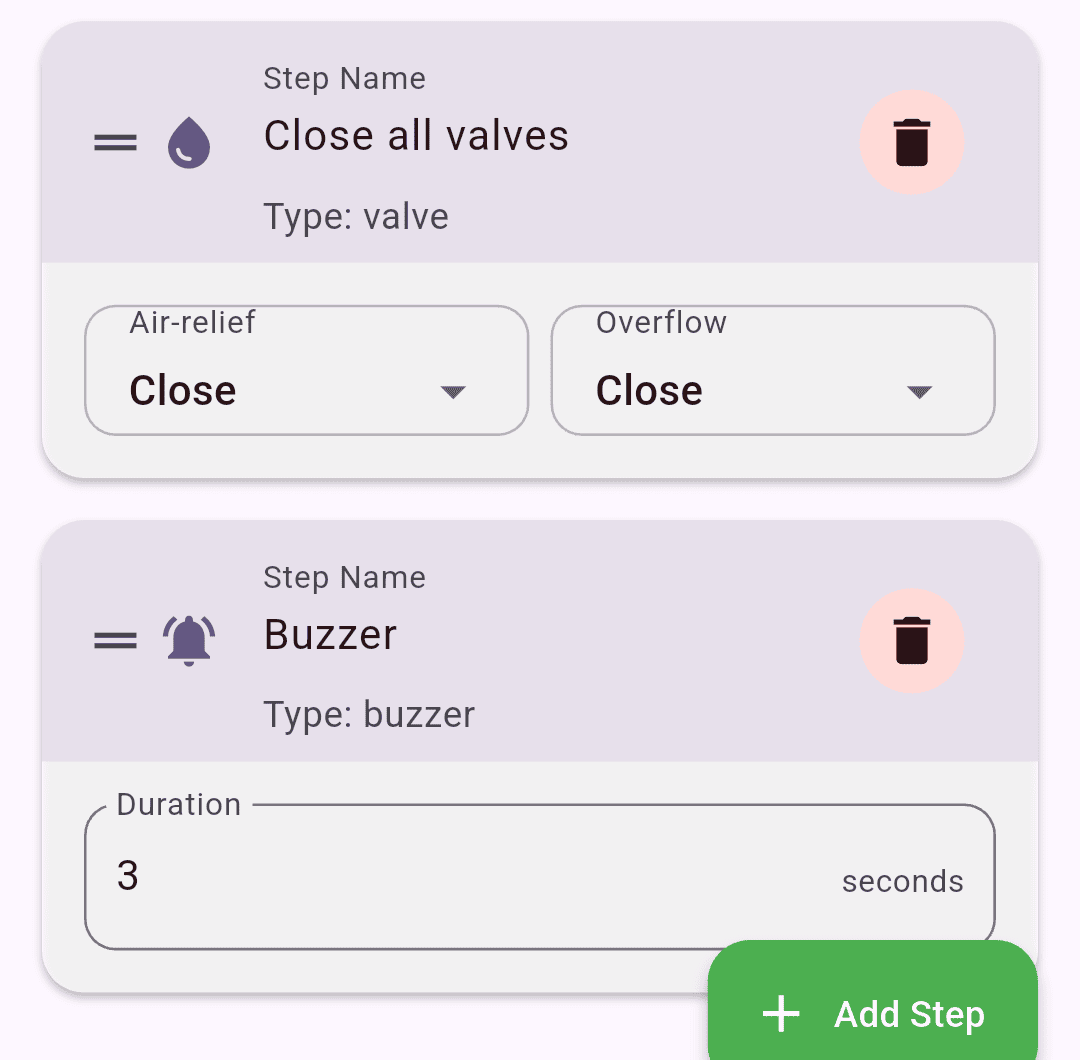 Step Name
Close all valves
Type: valve
Air-relief
Overflow
Close
Close
Step Name
Buzzer
Type: buzzer
Duration
3
seconds
Add Step